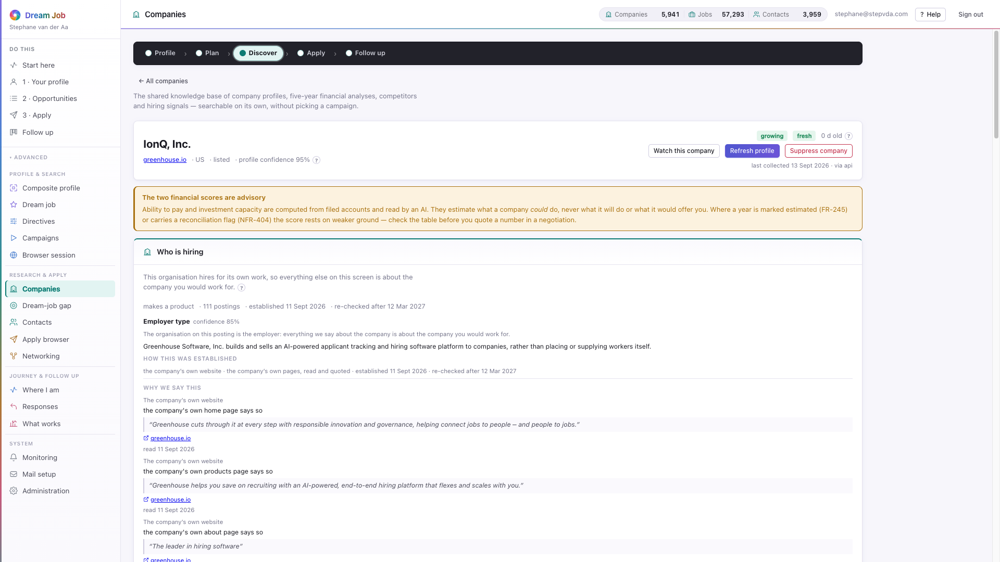 Dream Job
Stephane van der Aa
DO THIS
Start here
1 · Your profile
2 · Opportunities
3 · Apply
Follow up
ADVANCED
PROFILE & SEARCH
Composite profile
Dream job
Directives
Campaigns
Browser session
RESEARCH & APPLY
Companies
Dream-job gap
Contacts
Apply browser
Networking
JOURNEY & FOLLOW UP
Where I am
Responses
What works
SYSTEM
Monitoring
Mail setup
Administration
Companies
Companies 5,941 Jobs 57,293 Contacts 3,959
stephane@stepvda.com
? Help
Sign out
Profile › Plan › Discover › Apply › Follow up
← All companies
The shared knowledge base of company profiles, five-year financial analyses, competitors
and hiring signals — searchable on its own, without picking a campaign.
IonQ, Inc.
greenhouse.io · US · listed · profile confidence 95% ?
growing fresh 0 d old ?
Watch this company
Refresh profile
Suppress company
last collected 13 Sept 2026 · via api
The two financial scores are advisory
Ability to pay and investment capacity are computed from filed accounts and read by an AI. They estimate what a company could do, never what it will do or what it would offer you. Where a year is marked estimated (FR-245)
or carries a reconciliation flag (NFR-404) the score rests on weaker ground — check the table before you quote a number in a negotiation.
Who is hiring
This organisation hires for its own work, so everything else on this screen is about the
company you would work for. ?
makes a product · 111 postings · established 11 Sept 2026 · re-checked after 12 Mar 2027
Employer type confidence 85%
The organisation on this posting is the employer: everything we say about the company is about the company you would work for.
Greenhouse Software, Inc. builds and sells an AI-powered applicant tracking and hiring software platform to companies, rather than placing or supplying workers itself.
HOW THIS WAS ESTABLISHED
the company’s own website · the company’s own pages, read and quoted · established 11 Sept 2026 · re-checked after 12 Mar 2027
WHY WE SAY THIS
The company’s own website
the company's own home page says so
“Greenhouse cuts through it at every step with responsible innovation and governance, helping connect jobs to people – and people to jobs.”
greenhouse.io
read 11 Sept 2026
The company’s own website
the company's own products page says so
“Greenhouse helps you save on recruiting with an AI-powered, end-to-end hiring platform that flexes and scales with you.”
greenhouse.io
read 11 Sept 2026
The company’s own website
the company's own about page says so
“The leader in hiring software”
greenhouse.io